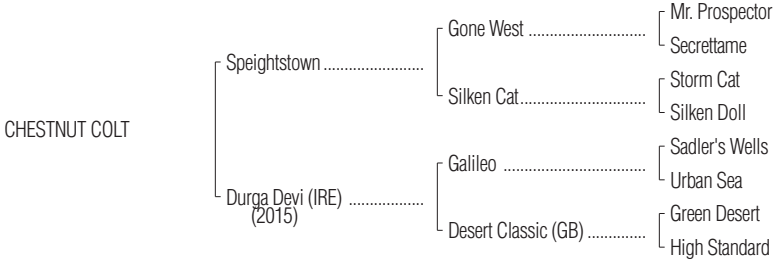 Mr. Prospector
Gone West ............................
Secrettame
Speightstown ........................
Storm Cat
Silken Cat..............................
Silken Doll
CHESTNUT COLT
Sadler's Wells
Galileo ..................................
Urban Sea
Durga Devi (IRE) ..................
(2015)
Green Desert
Desert Classic (GB) ..............
High Standard